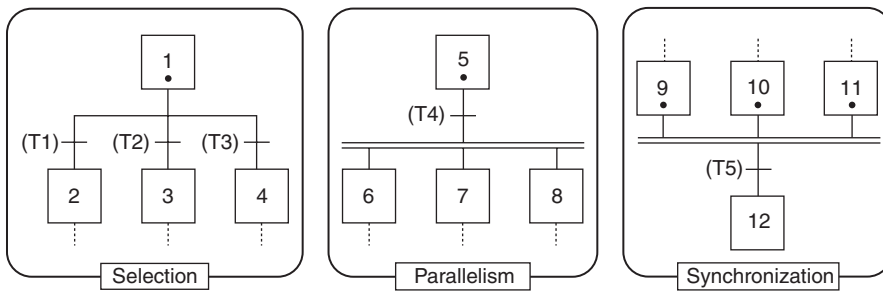 1
(T1)
(T2)
(T3)
2
3
4
Selection
5
(T4)
6
7
8
Parallelism
9
10
11
(T5)
12
Synchronization